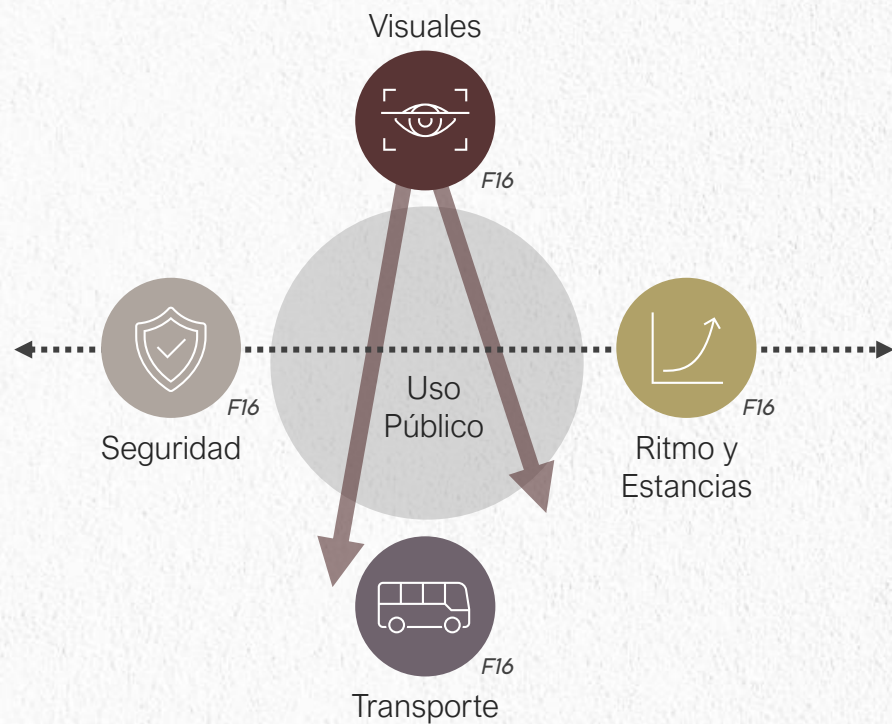 Visuales
F16
F16
Seguridad
Uso
Público
F16
Ritmo y
Estancias
F16
Transporte